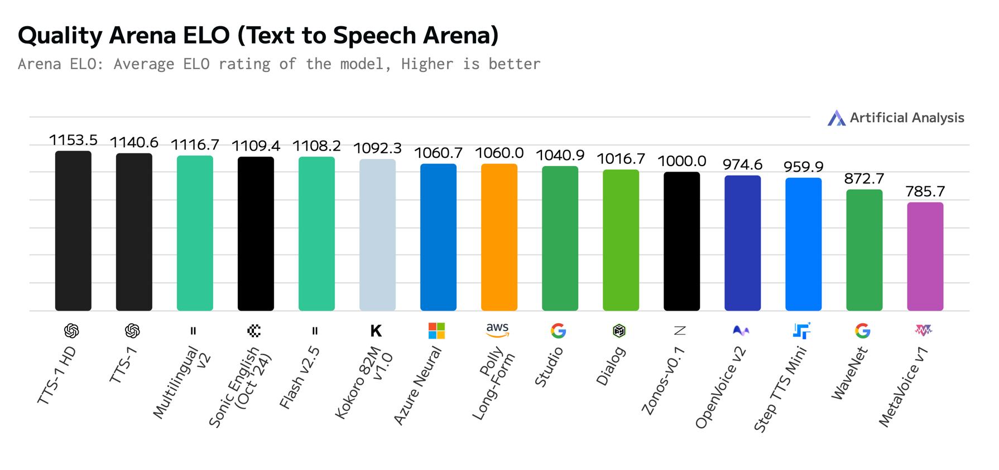 Quality Arena ELO (Text to Speech Arena)
Arena ELO: Average ELO rating of the model, Higher is better
Artificial Analysis
1153.5
1140.6
1116.7
1109.4
1108.2
1092.3
1060.7
1060.0
1040.9
1016.7
1000.0
974.6
959.9
872.7
785.7
aws
TTS-1 HD
TTS-1
Multilingual
v2
Sonic English
(Oct '24)
Flash v2.5
Kokoro 82M
v1.0
Azure Neural
Polly
Long-Form
Studio
Dialog
Zonos-v0.1
OpenVoice v2
Step TTS Mini
WaveNet
MetaVoice v1